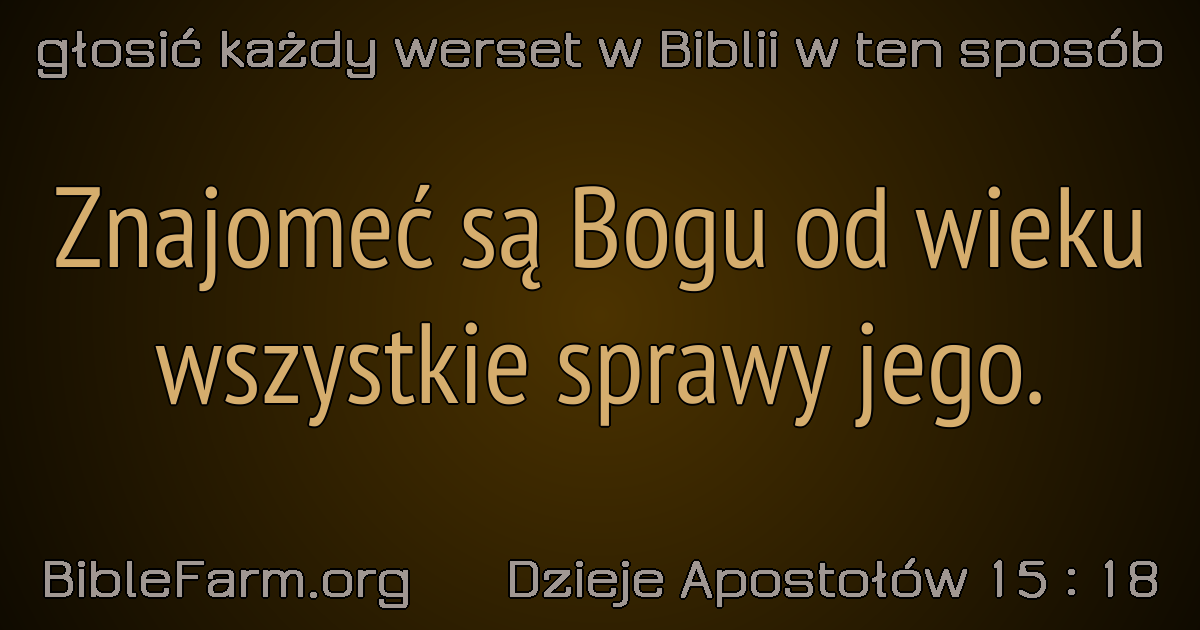 głosić każdy werset w Biblii w ten sposób
Znajomeć są Bogu od wieku
wszystkie sprawy jego.
BibleFarm.org Dzieje Apostołów 15 : 18